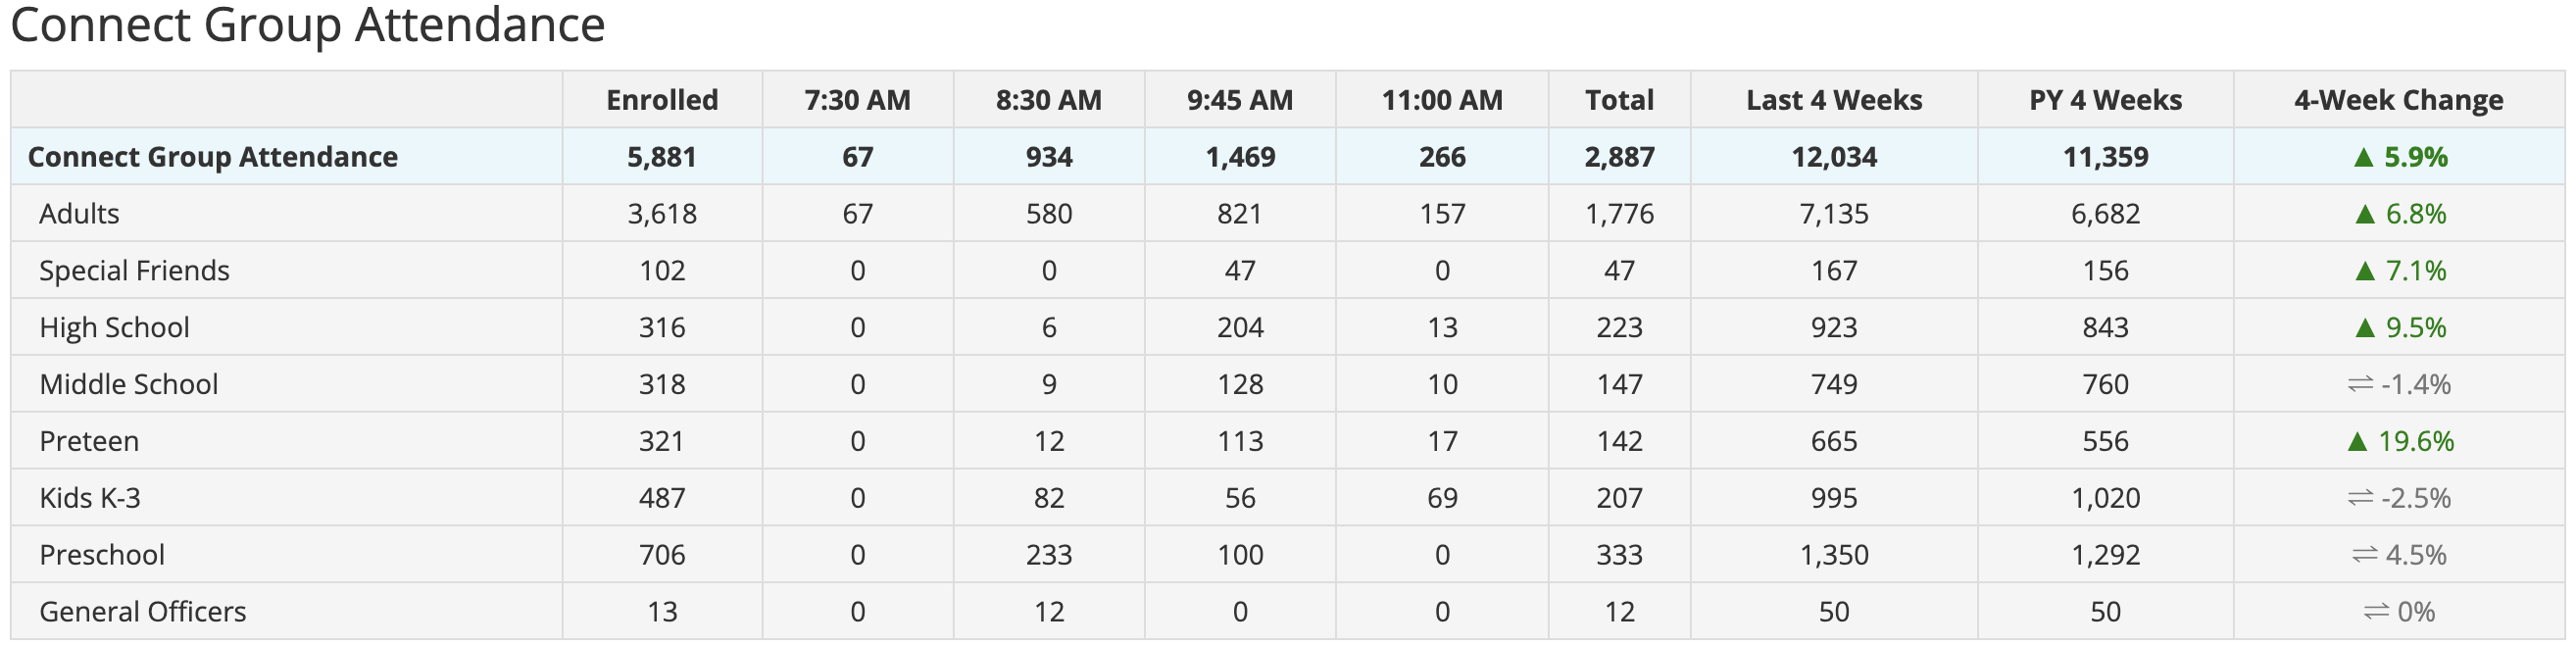 Connect Group Attendance
Enrolled 7:30 AM 8:30 AM 9:45 AM 11:00 AM Total Last 4 Weeks PY 4 Weeks 4-Week Change
Connect Group Attendance 5,881 67 934 1,469 266 2,887 12,034 11,359 ▲ 5.9%
Adults 3,618 67 580 821 157 1,776 7,135 6,682 ▲ 6.8%
Special Friends 102 0 0 47 0 47 167 156 ▲ 7.1%
High School 316 0 6 204 13 223 923 843 ▲ 9.5%
Middle School 318 0 9 128 10 147 749 760 ⇌ -1.4%
Preteen 321 0 12 113 17 142 665 556 ▲ 19.6%
Kids K-3 487 0 82 56 69 207 995 1,020 ⇌ -2.5%
Preschool 706 0 233 100 0 333 1,350 1,292 ⇌ 4.5%
General Officers 13 0 12 0 0 12 50 50 ⇌ 0%